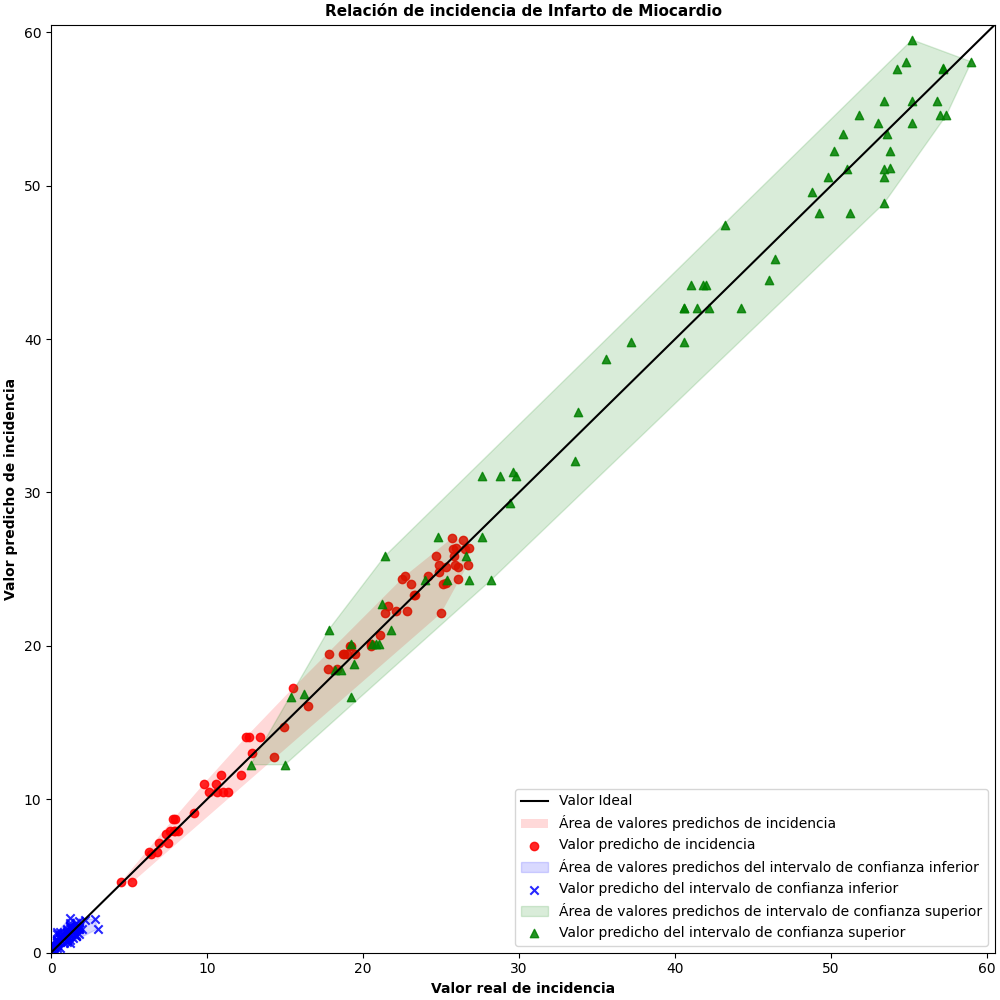 Relación de incidencia de Infarto de Miocardio
60
50
40
30
20
10
0
Valor predicho de incidencia
Valor Ideal
Área de valores predichos de incidencia
Valor predicho de incidencia
Área de valores predichos del intervalo de confianza inferior
Valor predicho del intervalo de confianza inferior
Área de valores predichos de intervalo de confianza superior
Valor predicho del intervalo de confianza superior
0 10 20 30 40 50 60
Valor real de incidencia